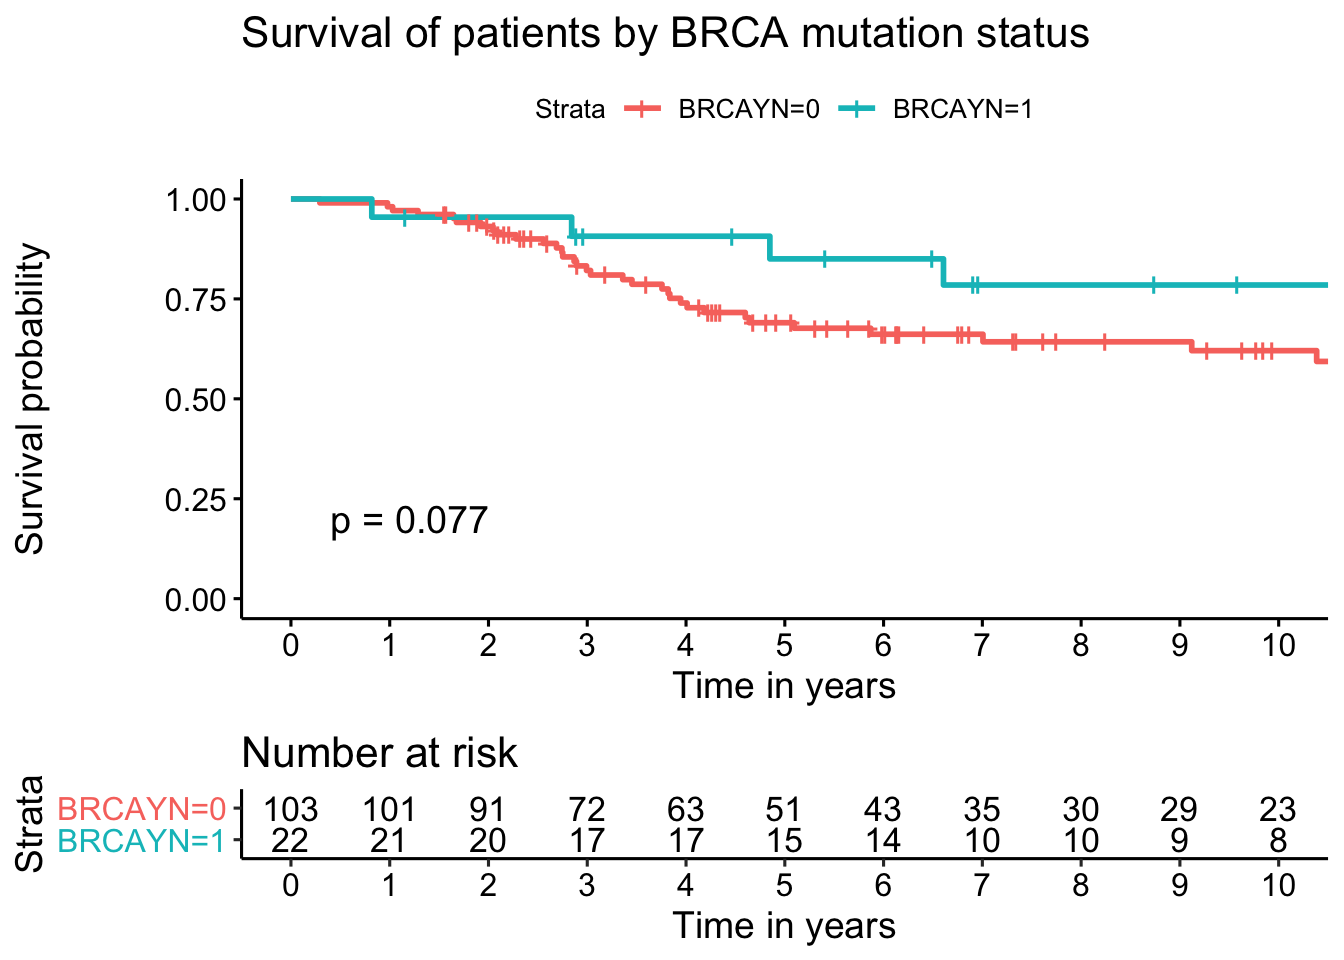 Survival of patients by BRCA mutation status
Strata BRCAYN=0 BRCAYN=1
Survival probability
1.00
0.75
0.50
0.25
0.00
p = 0.077
0 1 2 3 4 5 6 7 8 9 10
Time in years
Number at risk
Strata
BRCAYN=0 103 101 91 72 63 51 43 35 30 29 23
BRCAYN=1 22 21 20 17 17 15 14 10 10 9 8
0 1 2 3 4 5 6 7 8 9 10
Time in years